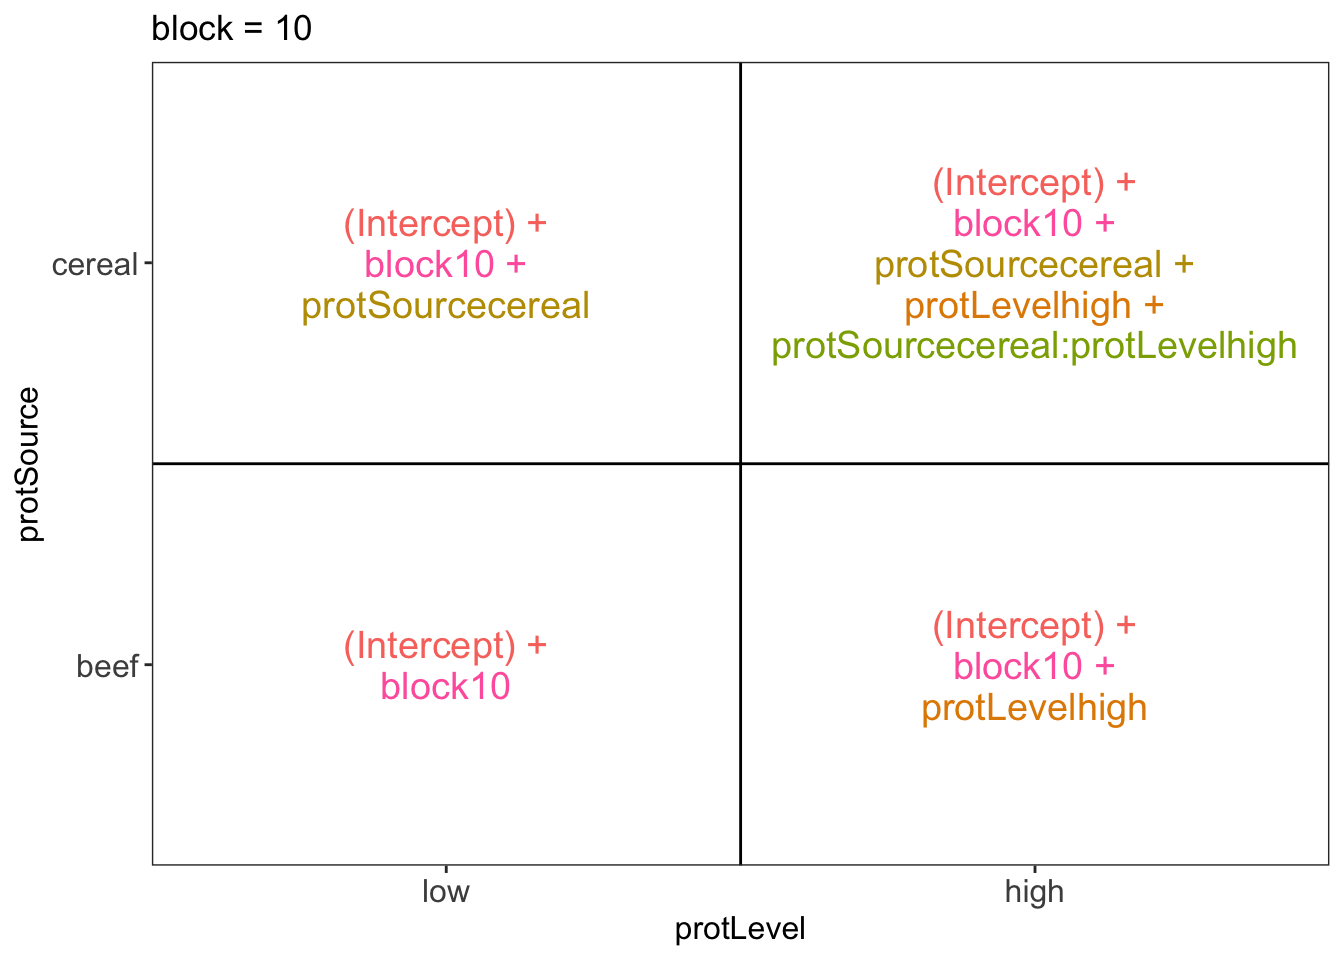 block = 10
(Intercept) +
block10 +
protSourcecereal
(Intercept) +
block10 +
protSourcecereal +
protLevelhigh +
protSourcecereal:protLevelhigh
cereal
protSource
(Intercept) +
block10
(Intercept) +
block10 +
protLevelhigh
beef
low
high
protLevel